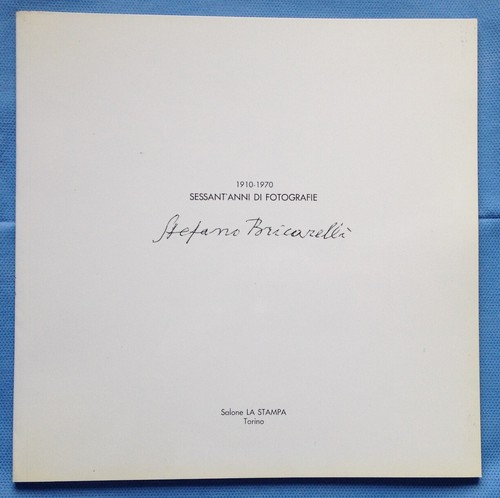 1910-1970
SESSANT'ANNI DI FOTOGRAFIE
Stefano Bricarelli
Salone LA STAMPA
Torino